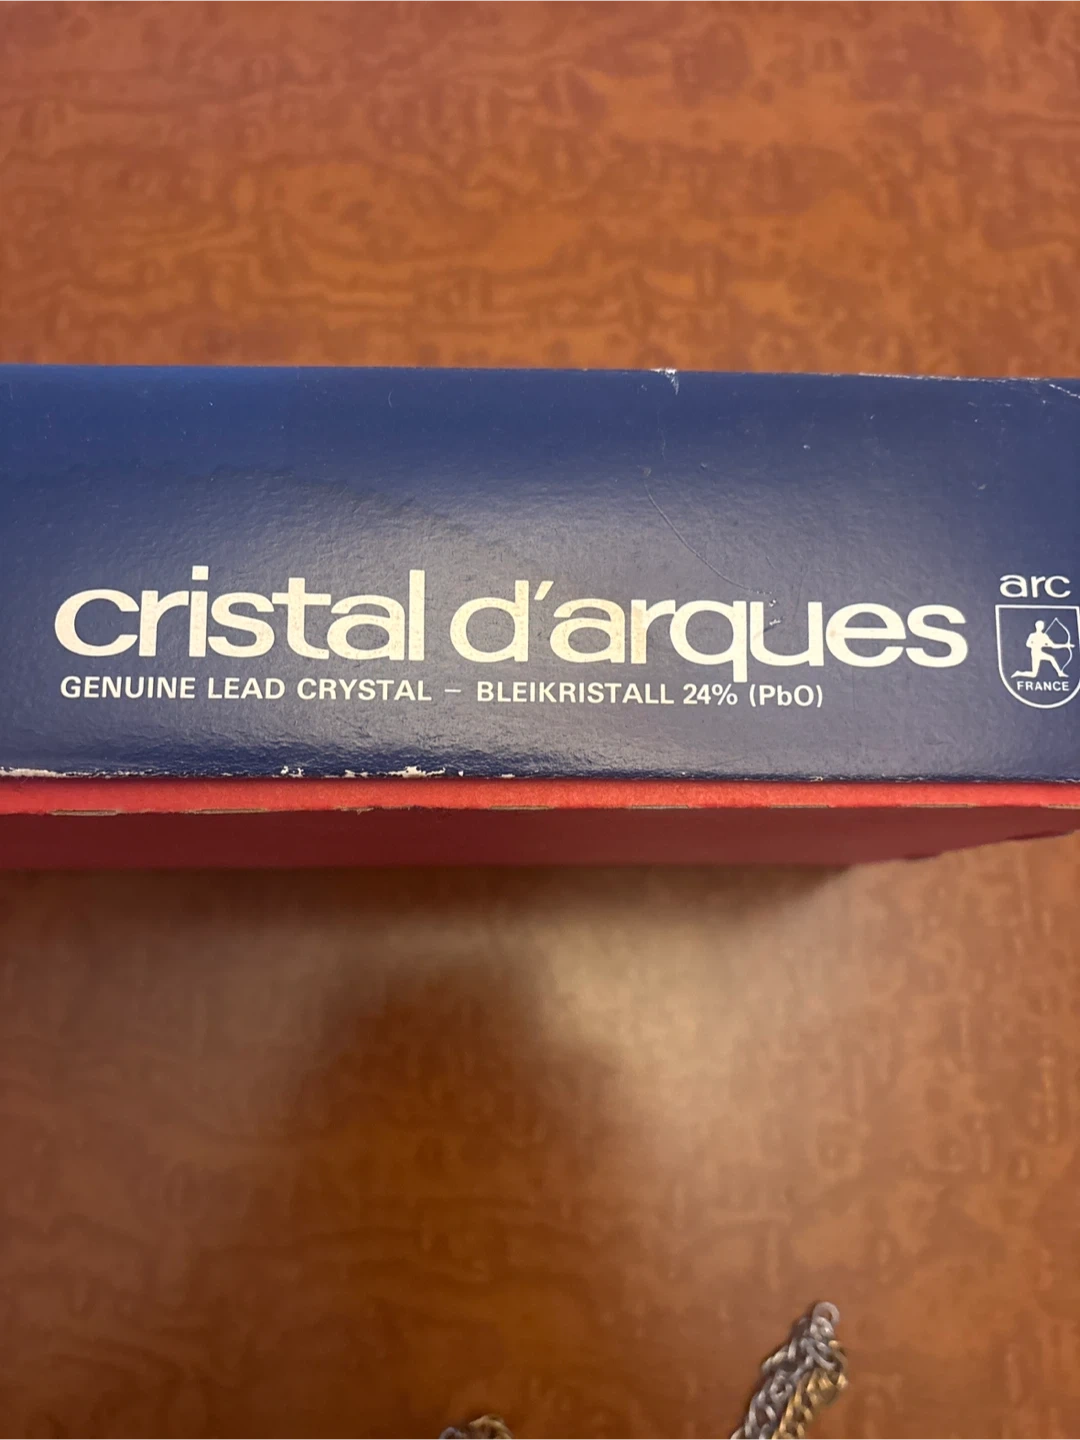 cristal d'arques
GENUINE LEAD CRYSTAL – BLEIKRISTALL 24% (PbO)
arc
FRANCE